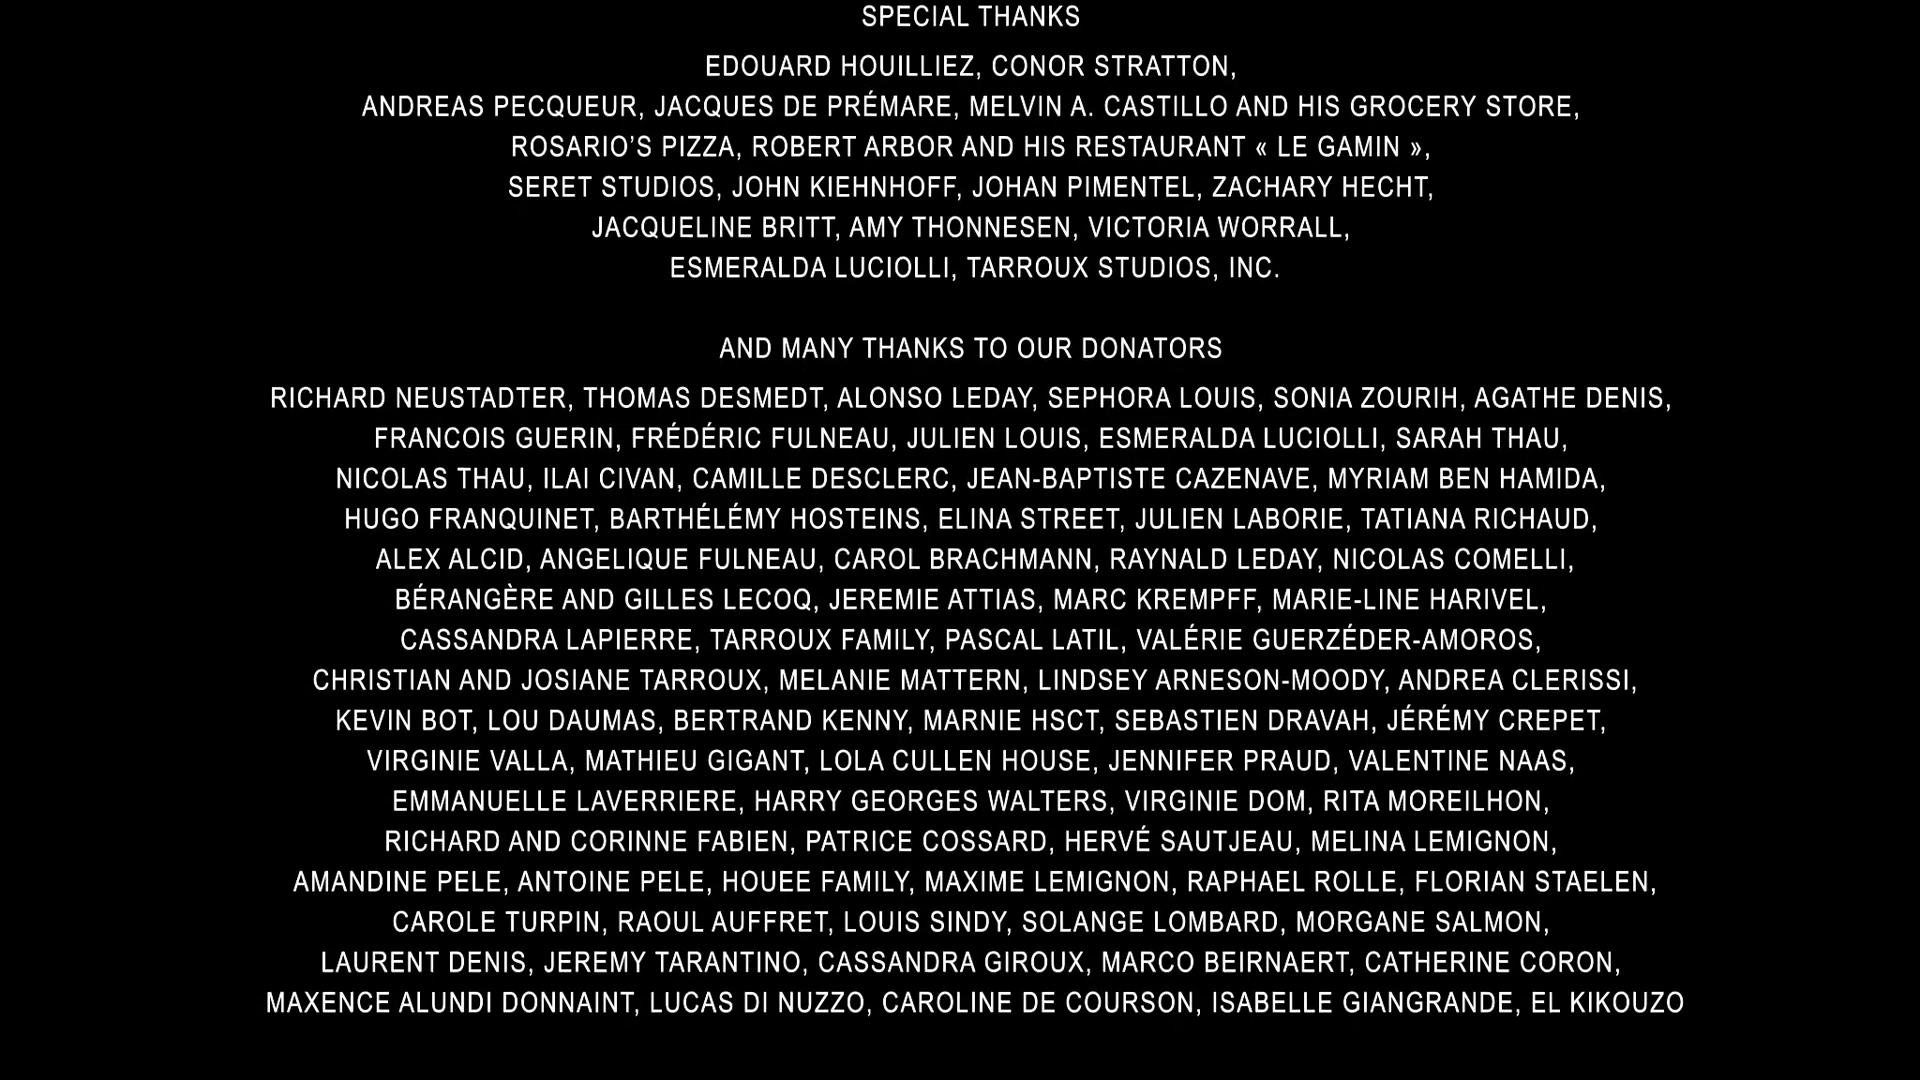 SPECIAL THANKS
EDOUARD HOUILLIEZ, CONOR STRATTON,
ANDREAS PECQUEUR, JACQUES DE PRÉMARE, MELVIN A. CASTILLO AND HIS GROCERY STORE,
ROSARIO’S PIZZA, ROBERT ARBOR AND HIS RESTAURANT « LE GAMIN »,
SERET STUDIOS, JOHN KIEHNHOFF, JOHAN PIMENTEL, ZACHARY HECHT,
JACQUELINE BRITT, AMY THONNESEN, VICTORIA WORRALL,
ESMERALDA LUCIOLLI, TARROUX STUDIOS, INC.
AND MANY THANKS TO OUR DONATORS
RICHARD NEUSTADTER, THOMAS DESMEDT, ALONSO LEDAY, SEPHORA LOUIS, SONIA ZOURIH, AGATHE DENIS,
FRANCOIS GUERIN, FRÉDÉRIC FULNEAU, JULIEN LOUIS, ESMERALDA LUCIOLLI, SARAH THAU,
NICOLAS THAU, ILAI CIVAN, CAMILLE DESCLERC, JEAN-BAPTISTE CAZENAVE, MYRIAM BEN HAMIDA,
HUGO FRANQUINET, BARTHÉLÉMY HOSTEINS, ELINA STREET, JULIEN LABORIE, TATIANA RICHAUD,
ALEX ALCID, ANGELIQUE FULNEAU, CAROL BRACHMANN, RAYNALD LEDAY, NICOLAS COMELLI,
BÉRANGÈRE AND GILLES LECOQ, JEREMIE ATTIAS, MARC KREMPFF, MARIE-LINE HARIVEL,
CASSANDRA LAPIERRE, TARROUX FAMILY, PASCAL LATIL, VALÉRIE GUERZÉDER-AMOROS,
CHRISTIAN AND JOSIANE TARROUX, MELANIE MATTERN, LINDSEY ARNESON-MOODY, ANDREA CLERISSI,
KEVIN BOT, LOU DAUMAS, BERTRAND KENNY, MARNIE HSCT, SEBASTIEN DRAVAH, JÉRÉMY CREPET,
VIRGINIE VALLA, MATHIEU GIGANT, LOLA CULLEN HOUSE, JENNIFER PRAUD, VALENTINE NAAS,
EMMANUELLE LAVERRIERE, HARRY GEORGES WALTERS, VIRGINIE DOM, RITA MOREILHON,
RICHARD AND CORINNE FABIEN, PATRICE COSSARD, HERVÉ SAUTJEAU, MELINA LEMIGNON,
AMANDINE PELE, ANTOINE PELE, HOUEE FAMILY, MAXIME LEMIGNON, RAPHAEL ROLLE, FLORIAN STAELEN,
CAROLE TURPIN, RAOUL AUFFRET, LOUIS SINDY, SOLANGE LOMBARD, MORGANE SALMON,
LAURENT DENIS, JEREMY TARANTINO, CASSANDRA GIROUX, MARCO BEIRNAERT, CATHERINE CORON,
MAXENCE ALUNDI DONNAINT, LUCAS DI NUZZO, CAROLINE DE COURSON, ISABELLE GIANGRANDE, EL KIKOUZO